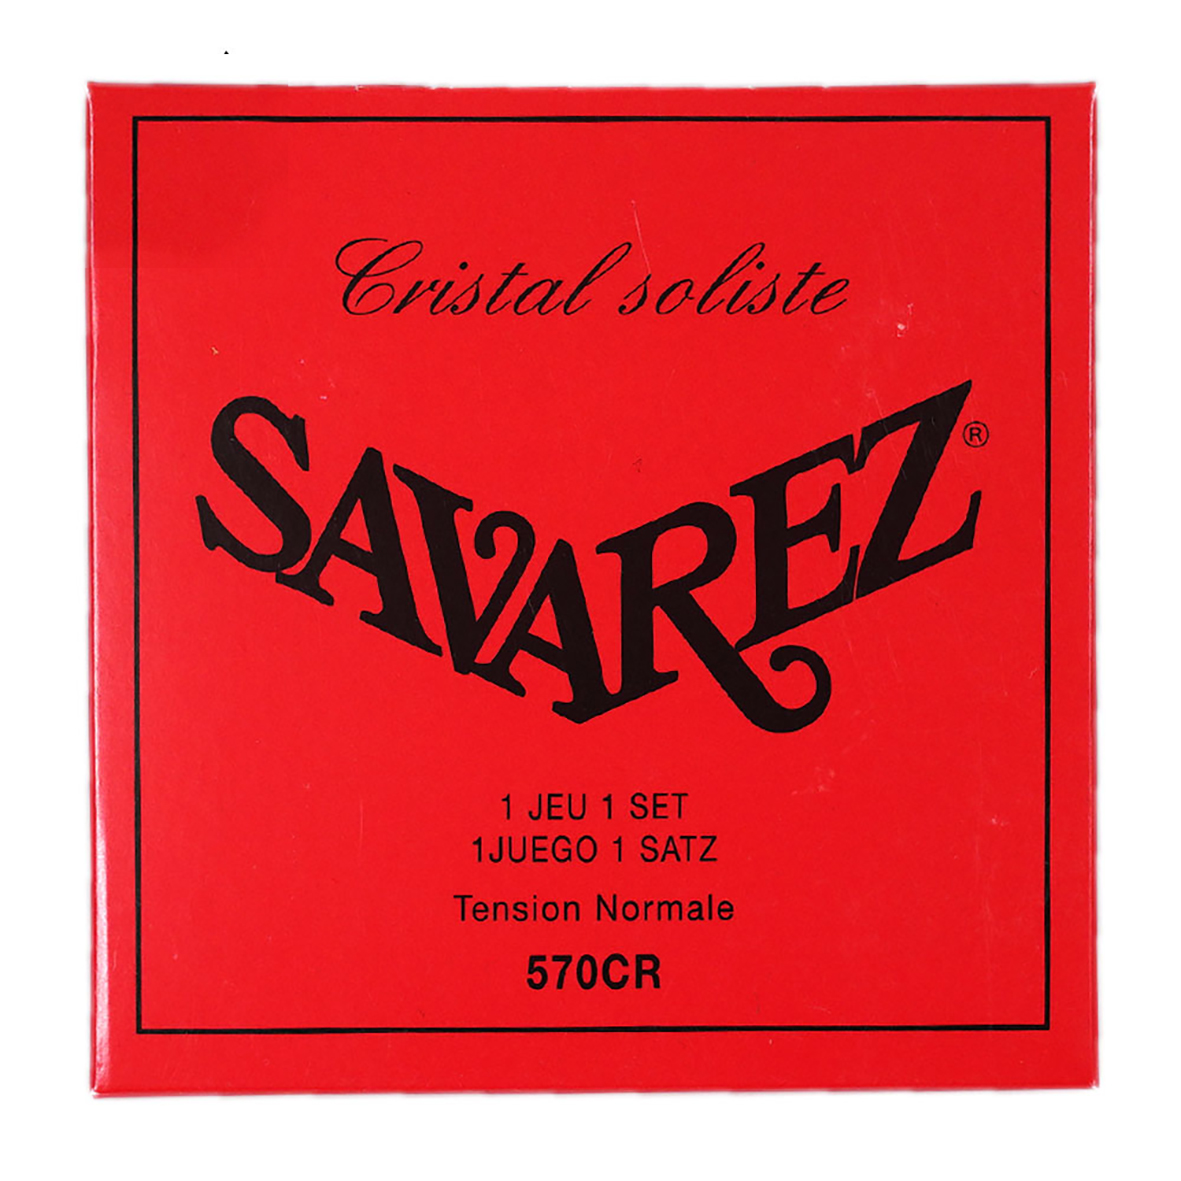 Cristal soliste
SAVAREZ®
1 JEU 1 SET
1JUEGO 1 SATZ
Tension Normale
570CR